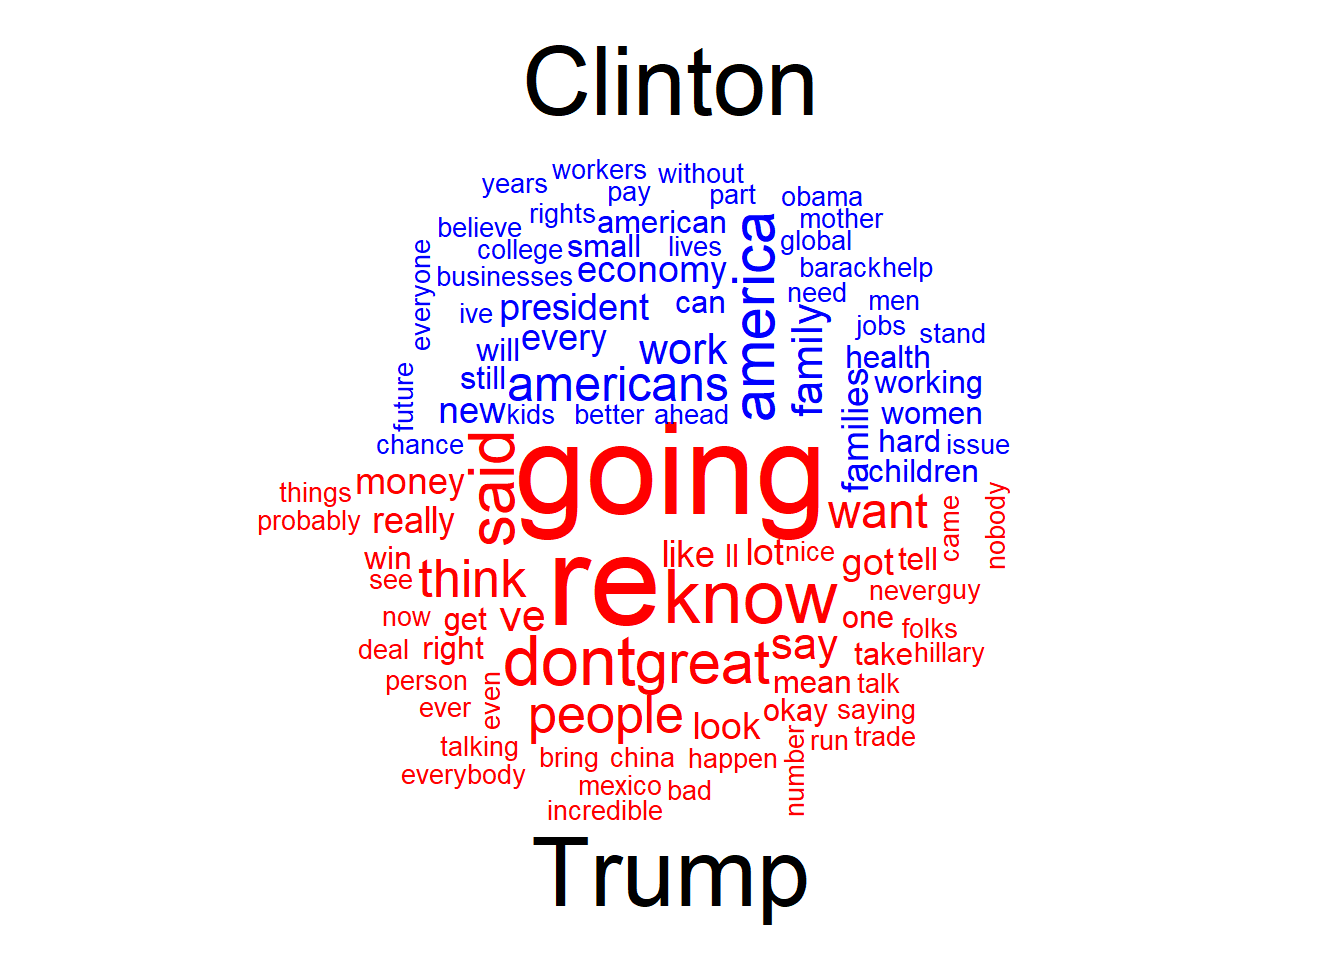 Clinton
workers
without
years
pay
part
obama
rights
american
mother
believe
college
small
lives
global
everyone
businesses
economy
america
barack
help
need
men
ive
president
can
family
jobs
stand
will
every
work
health
future
still
americans
families
working
new
kids
better
ahead
women
chance
hard
issue
children
said
going
money
things
want
came
nobody
probably
really
win
like
ll
lot
nice
got
tell
see
think
re
know
never
guy
now
get
ve
one
folks
deal
right
dont
great
say
take
hillary
person
even
mean
talk
ever
people
look
okay
saying
number
run
trade
talking
bring
china
happen
everybody
mexico
bad
incredible
Trump